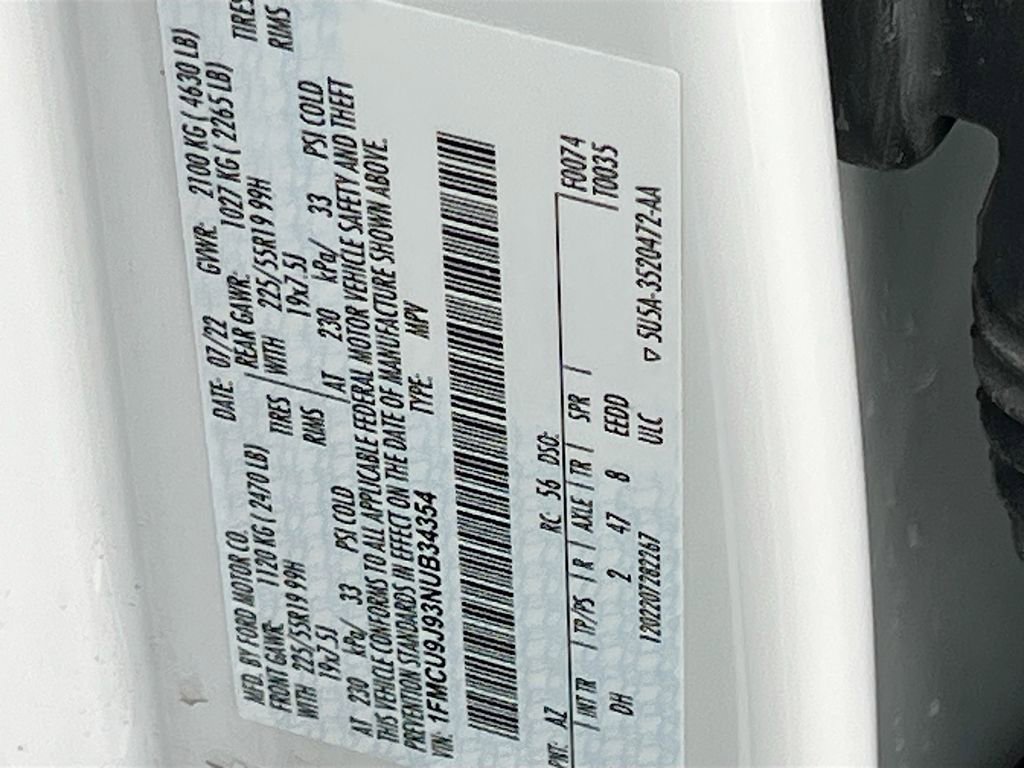 MFD. BY FORD MOTOR CO.
DATE: 07/22 GVWR: 2100 KG ( 4630 LB)
FRONT GAWR: 1120 KG ( 2470 LB)
REAR GAWR: 1027 KG ( 2265 LB)
WITH 225/55R19 99H TIRES
WITH 225/55R19 99H TIRES
19x7.5J RIMS
19x7.5J RIMS
AT 230 kPa/ 33 PSI COLD
AT 230 kPa/ 33 PSI COLD
THIS VEHICLE CONFORMS TO ALL APPLICABLE FEDERAL MOTOR VEHICLE SAFETY AND THEFT
PREVENTION STANDARDS IN EFFECT ON THE DATE OF MANUFACTURE SHOWN ABOVE.
VIN: 1FMCU9J93NUB34354
TYPE: MPV
PNT: AZ RC: 56 DSO:
F0074
INT TR TP/PS R AXLE TR SPR T0035
DH 2 47 8 EEDD
1202207282267 ULC ▽ 5U5A-3520472-AA